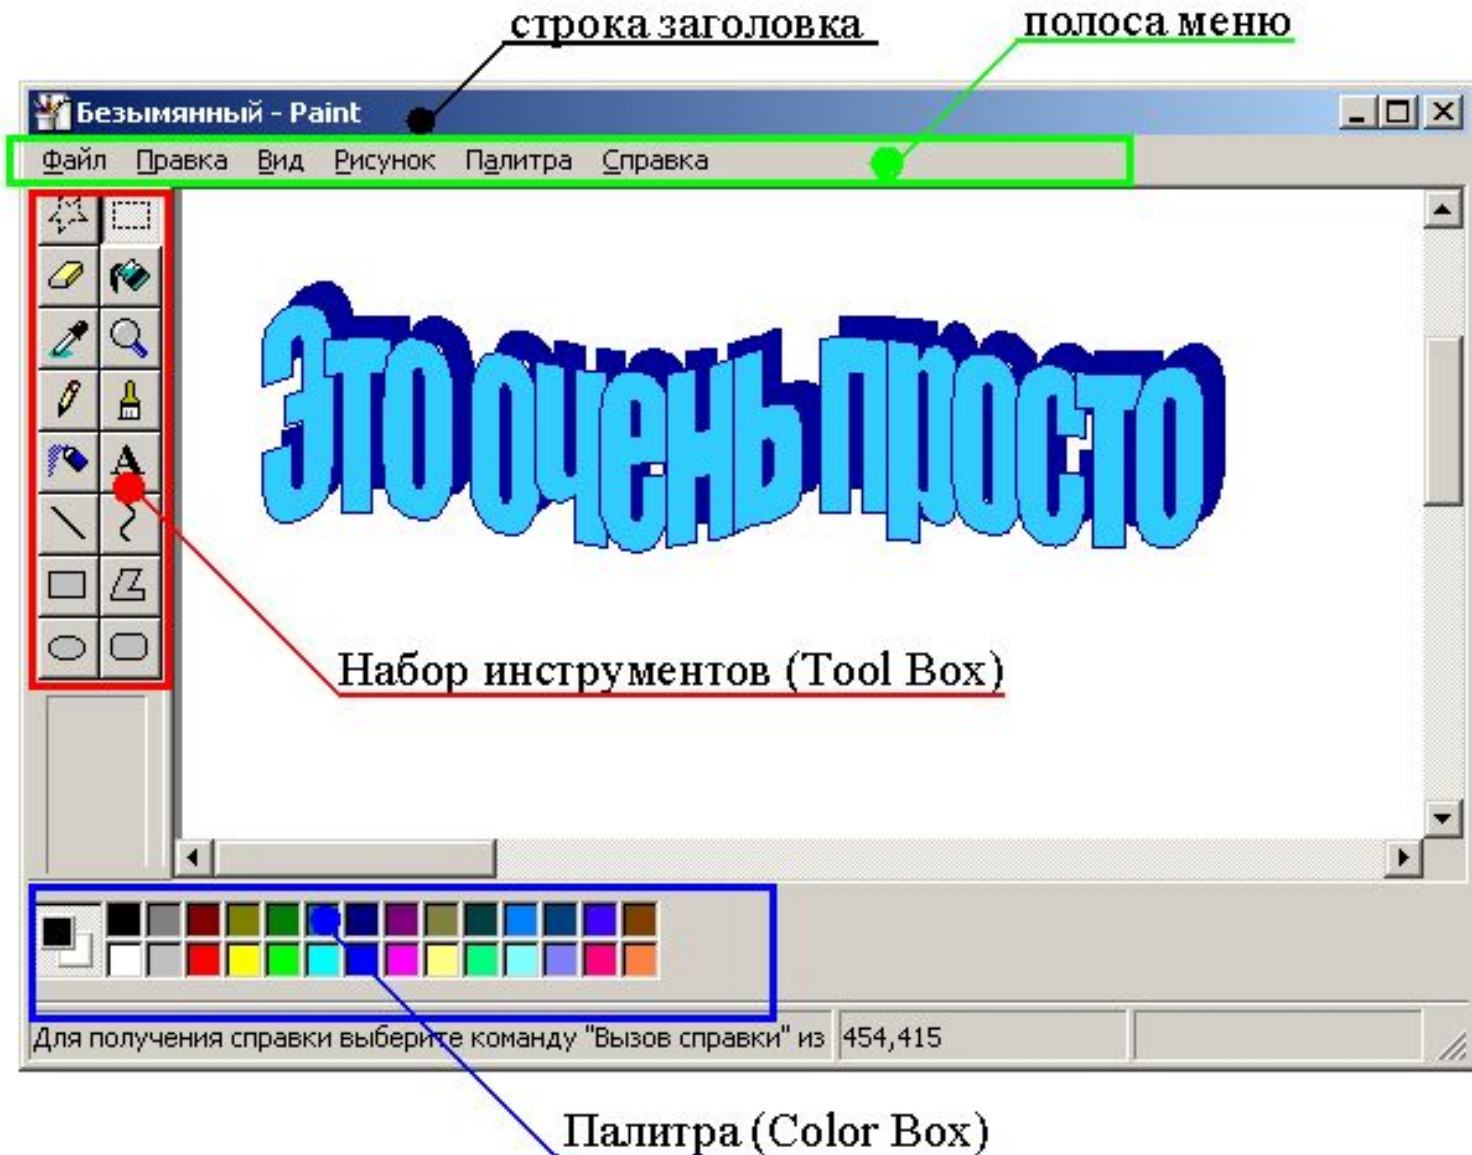 строка заголовка полоса меню
Безымянный - Paint
Файл Правка Вид Рисунок Палитра Справка
Это очень просто
Набор инструментов (Tool Box)
Для получения справки выберите команду "Вызов справки" из 454,415
Палитра (Color Box)